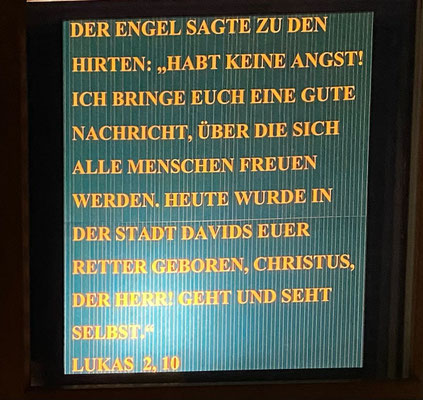 DER ENGEL SAGTE ZU DEN
HIRTEN: „HABT KEINE ANGST!
ICH BRINGE EUCH EINE GUTE
NACHRICHT, ÜBER DIE SICH
ALLE MENSCHEN FREUEN
WERDEN. HEUTE WURDE IN
DER STADT DAVIDS EUER
RETTER GEBOREN, CHRISTUS,
DER HERR! GEHT UND SEHT
SELBST.“
LUKAS 2, 10